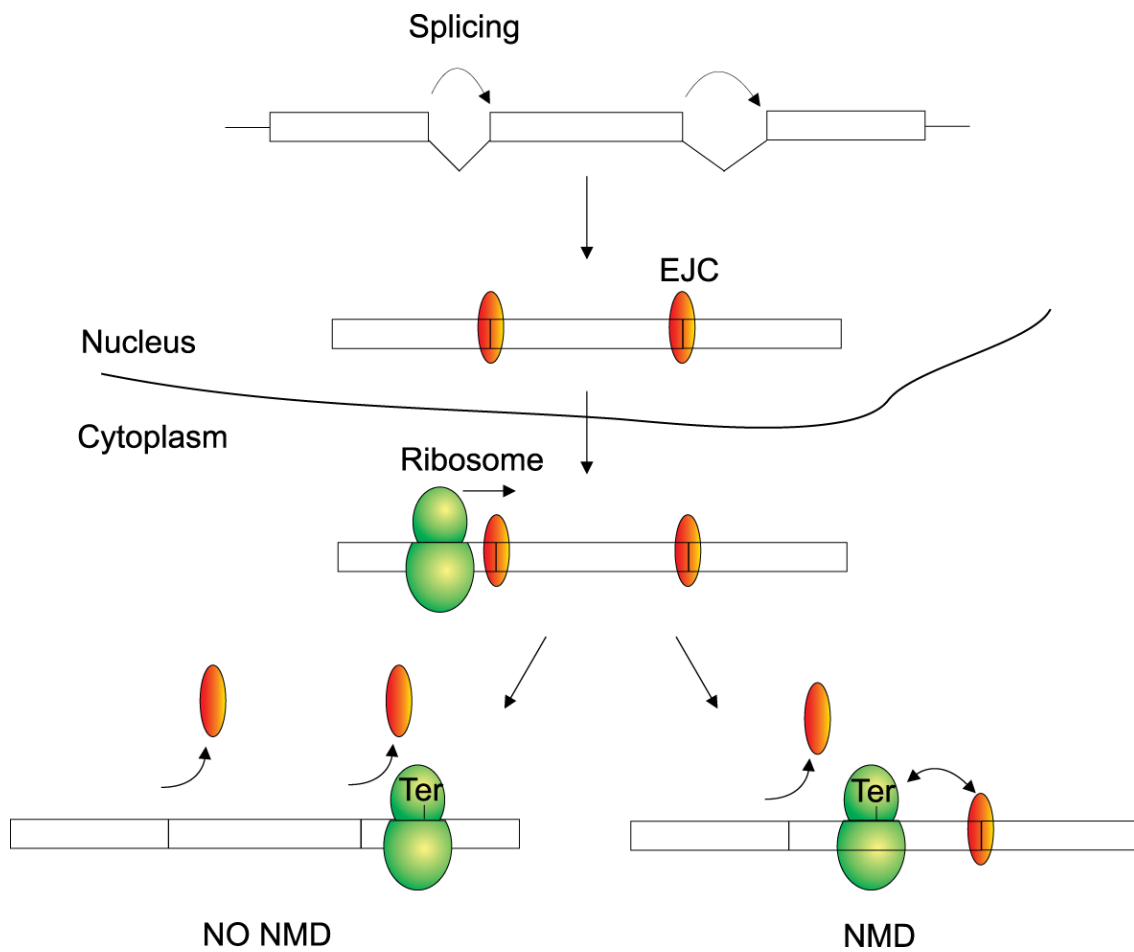 Splicing
EJC
Nucleus
Cytoplasm
Ribosome
Ter
Ter
NO NMD
NMD